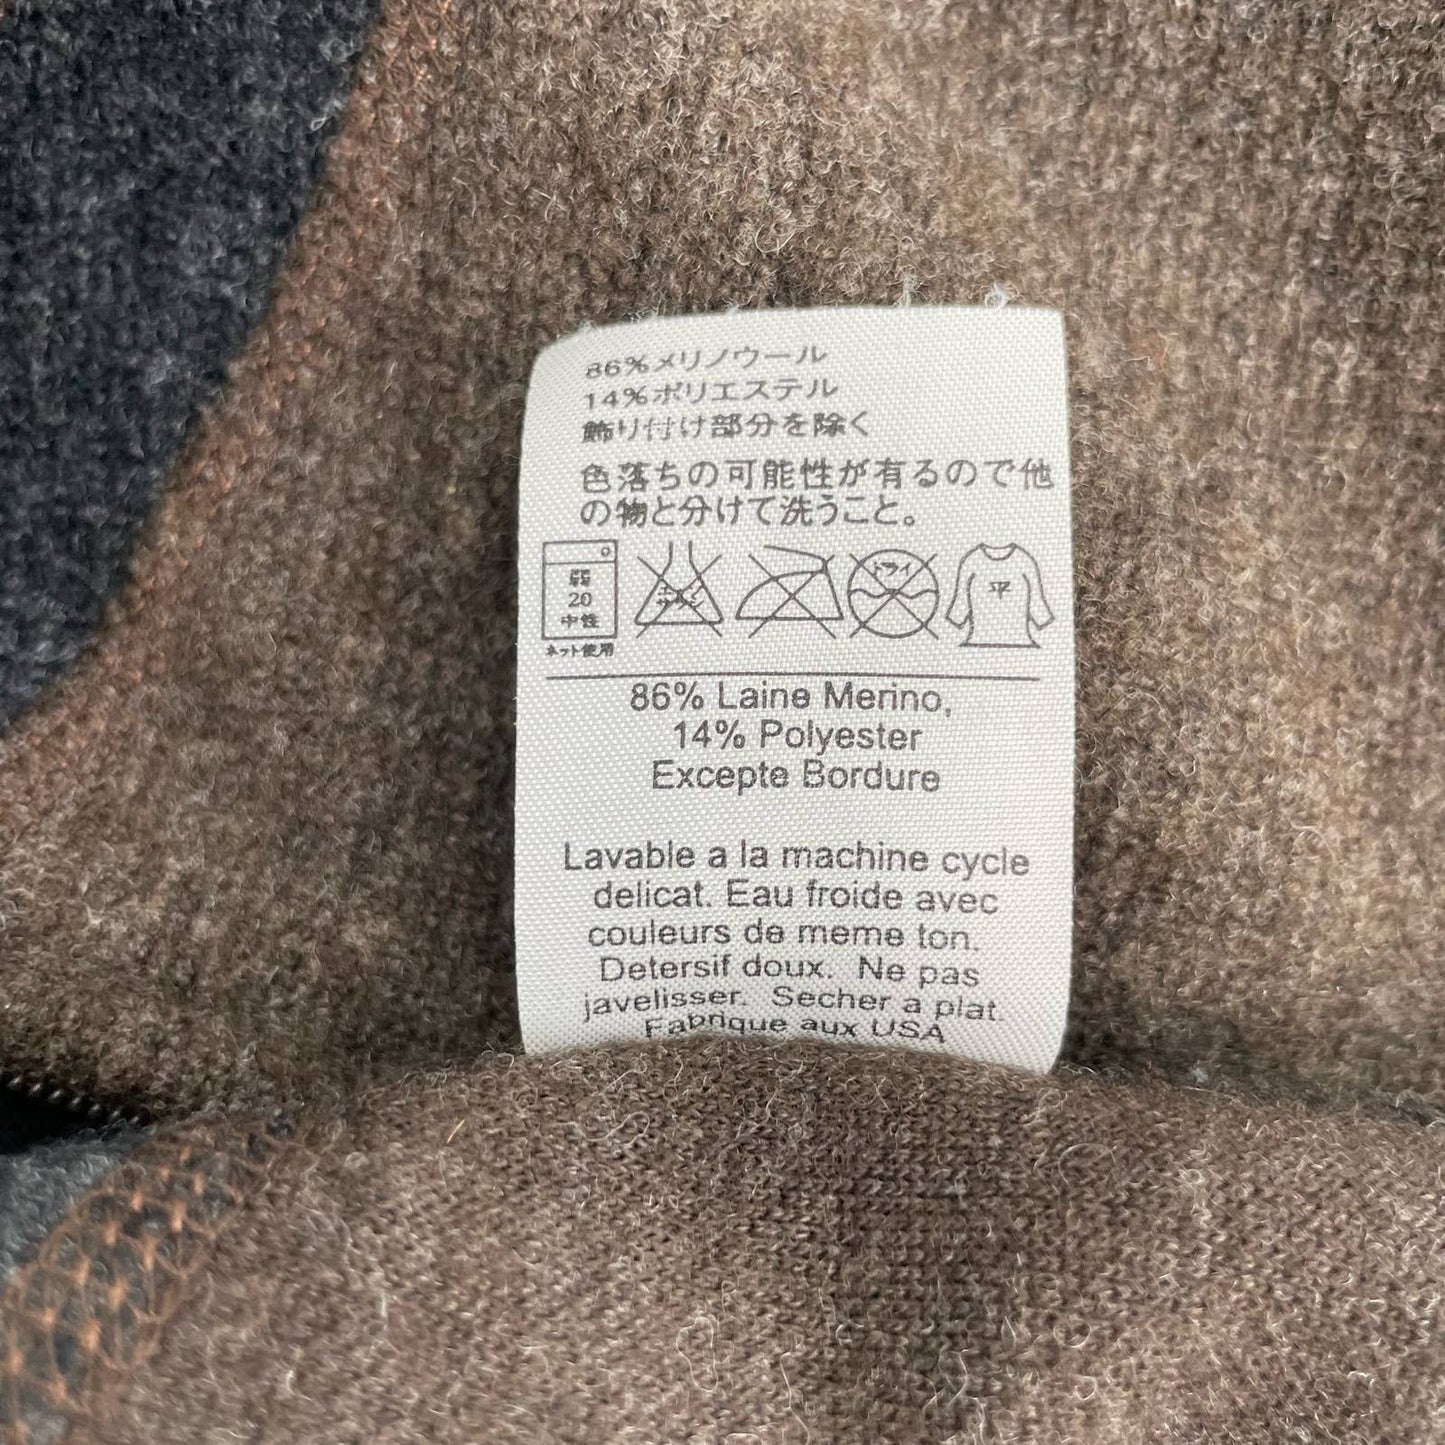 86%メリノウール
14%ポリエステル
飾り付け部分を除く
色落ちの可能性が有るので他
の物と分けて洗うこと。
弱
20
中性
ネット使用
ドライ
平
86% Laine Merino,
14% Polyester
Excepte Bordure
Lavable a la machine cycle
delicat. Eau froide avec
couleurs de meme ton.
Detersif doux. Ne pas
javelisser. Secher a plat.
Fabrique aux USA